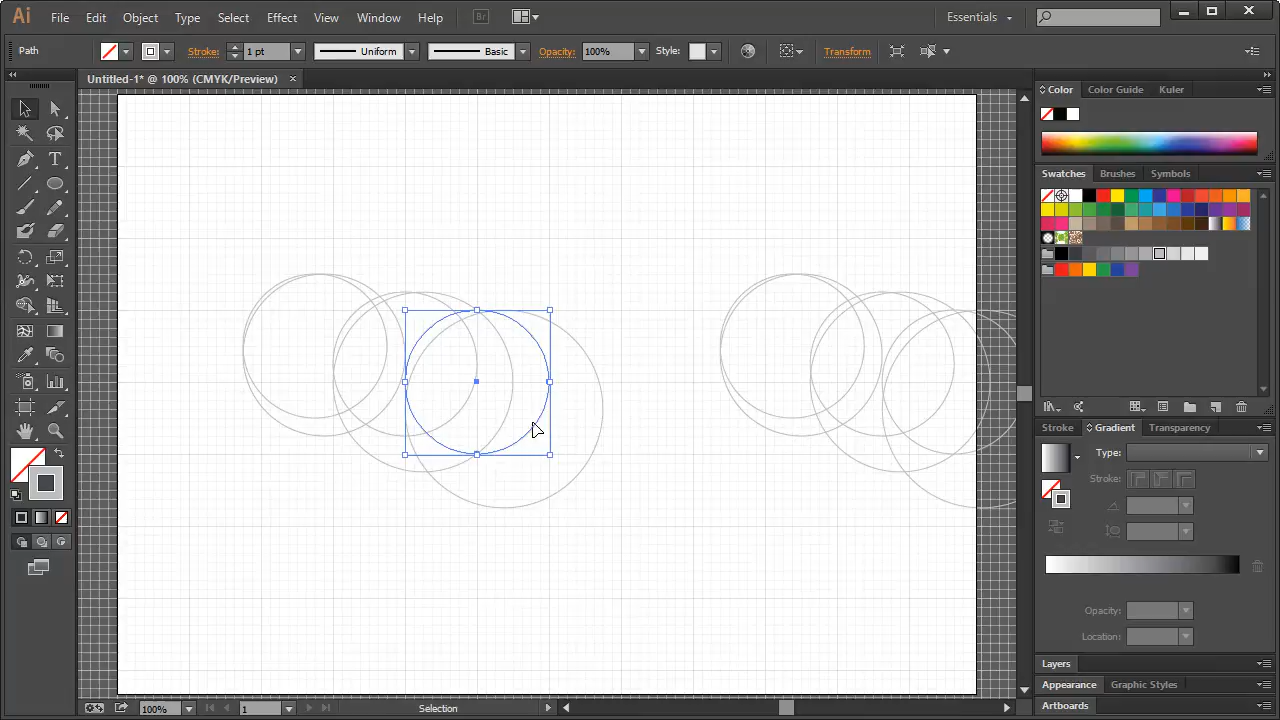 Ai File Edit Object Type Select Effect View Window Help Br Essentials
Path Stroke: 1 pt Uniform Basic Opacity: 100% Style: Transform
Untitled-1* @ 100% (CMYK/Preview)
Color Color Guide Kuler
Swatches Brushes Symbols
Stroke Gradient Transparency
Type:
Stroke:
Opacity:
Location:
Layers
Appearance Graphic Styles
Artboards
100% 1 Selection